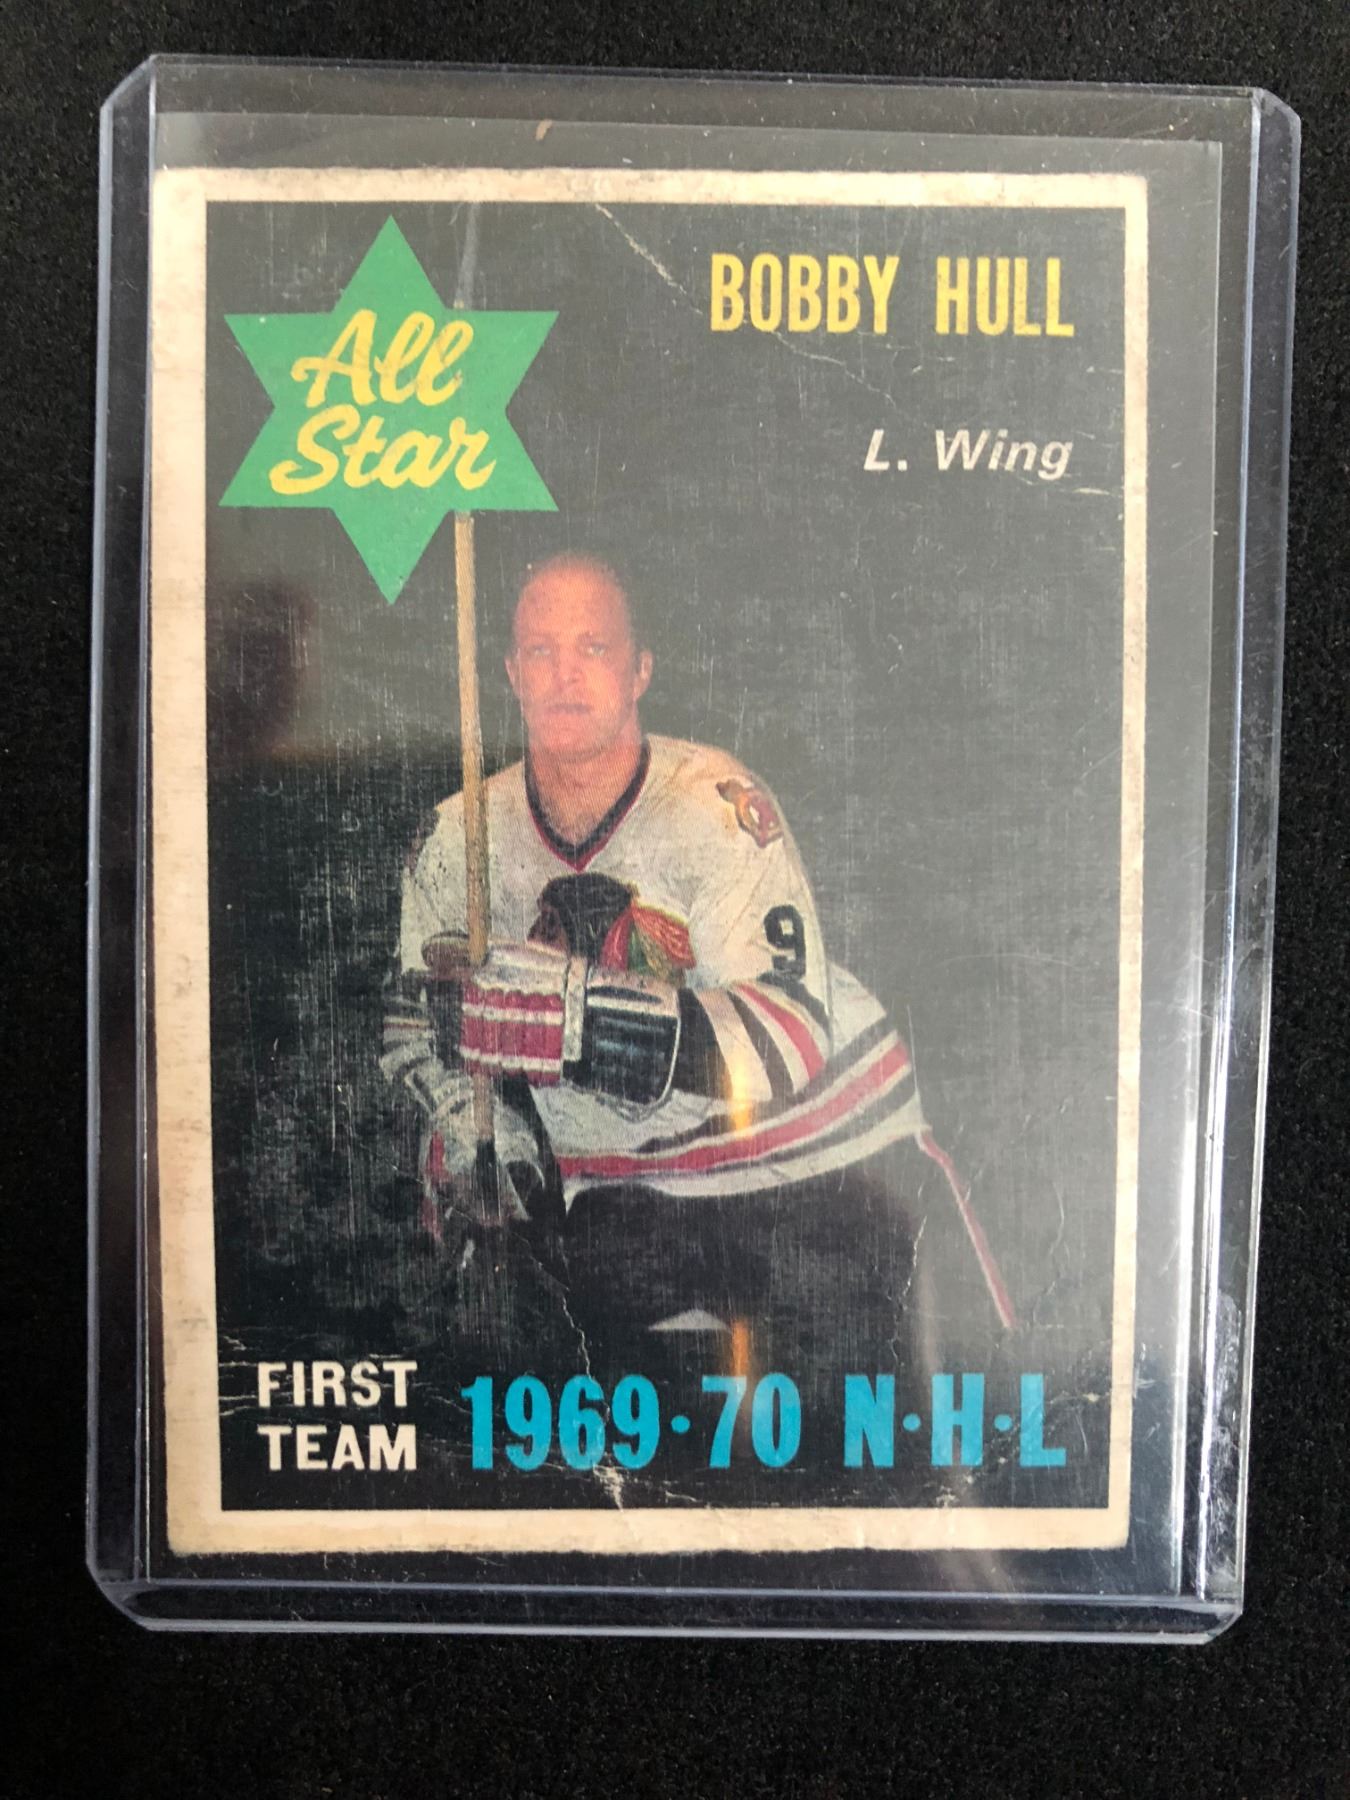 All
Star
BOBBY HULL
L. Wing
9
FIRST
TEAM
1969·70 N·H·L